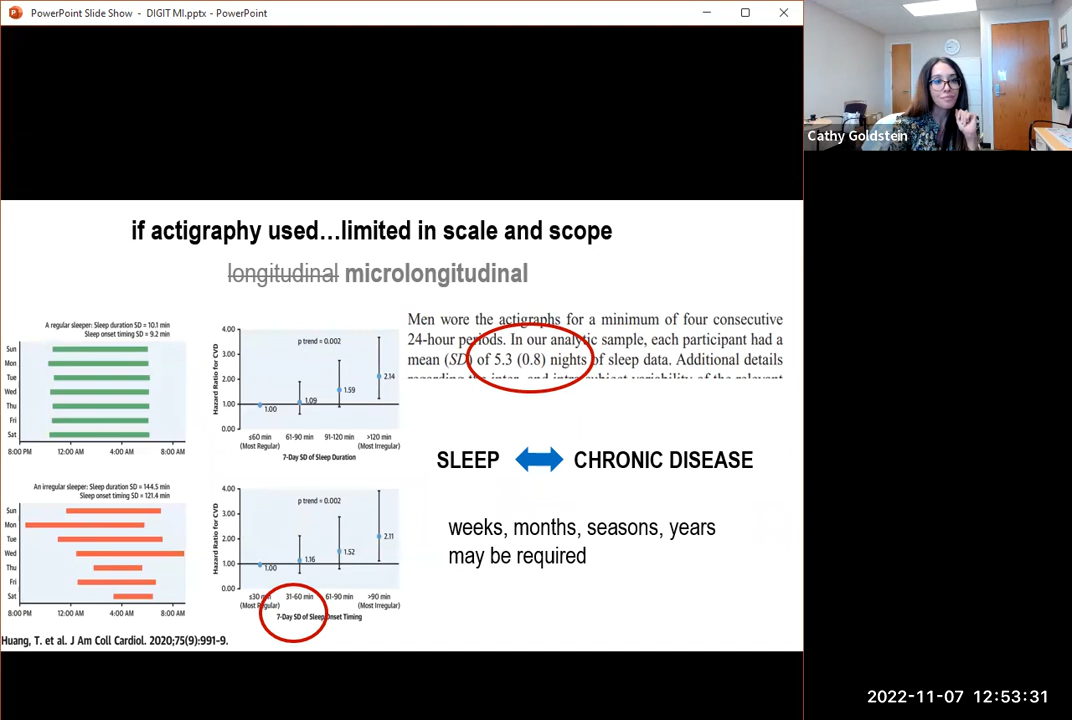 PowerPoint Slide Show - DIGIT MI.pptx - PowerPoint
Cathy Goldstein
if actigraphy used…limited in scale and scope
longitudinal microlongitudinal
A regular sleeper: Sleep duration SD = 10.1 min
Sleep onset timing SD = 9.2 min
Sun
Mon
Tue
Wed
Thu
Fri
Sat
8:00 PM 12:00 AM 4:00 AM 8:00 AM
Hazard Ratio for CVD
4.00
3.00
2.00
1.00
0.00
p trend = 0.002
1.00
1.09
1.59
2.14
≤60 min 61-90 min 91-120 min >120 min
(Most Regular) (Most Irregular)
7-Day SD of Sleep Duration
Men wore the actigraphs for a minimum of four consecutive
24-hour periods. In our analytic sample, each participant had a
mean (SD) of 5.3 (0.8) nights of sleep data. Additional details
regarding the inter- and intrasubject variability of the relevant
SLEEP CHRONIC DISEASE
weeks, months, seasons, years
may be required
An irregular sleeper: Sleep duration SD = 144.5 min
Sleep onset timing SD = 121.4 min
Sun
Mon
Tue
Wed
Thu
Fri
Sat
8:00 PM 12:00 AM 4:00 AM 8:00 AM
Hazard Ratio for CVD
4.00
3.00
2.00
1.00
0.00
p trend = 0.002
1.00
1.16
1.52
2.11
≤30 min 31-60 min 61-90 min >90 min
(Most Regular) (Most Irregular)
7-Day SD of Sleep Onset Timing
Huang, T. et al. J Am Coll Cardiol. 2020;75(9):991-9.
2022-11-07 12:53:31